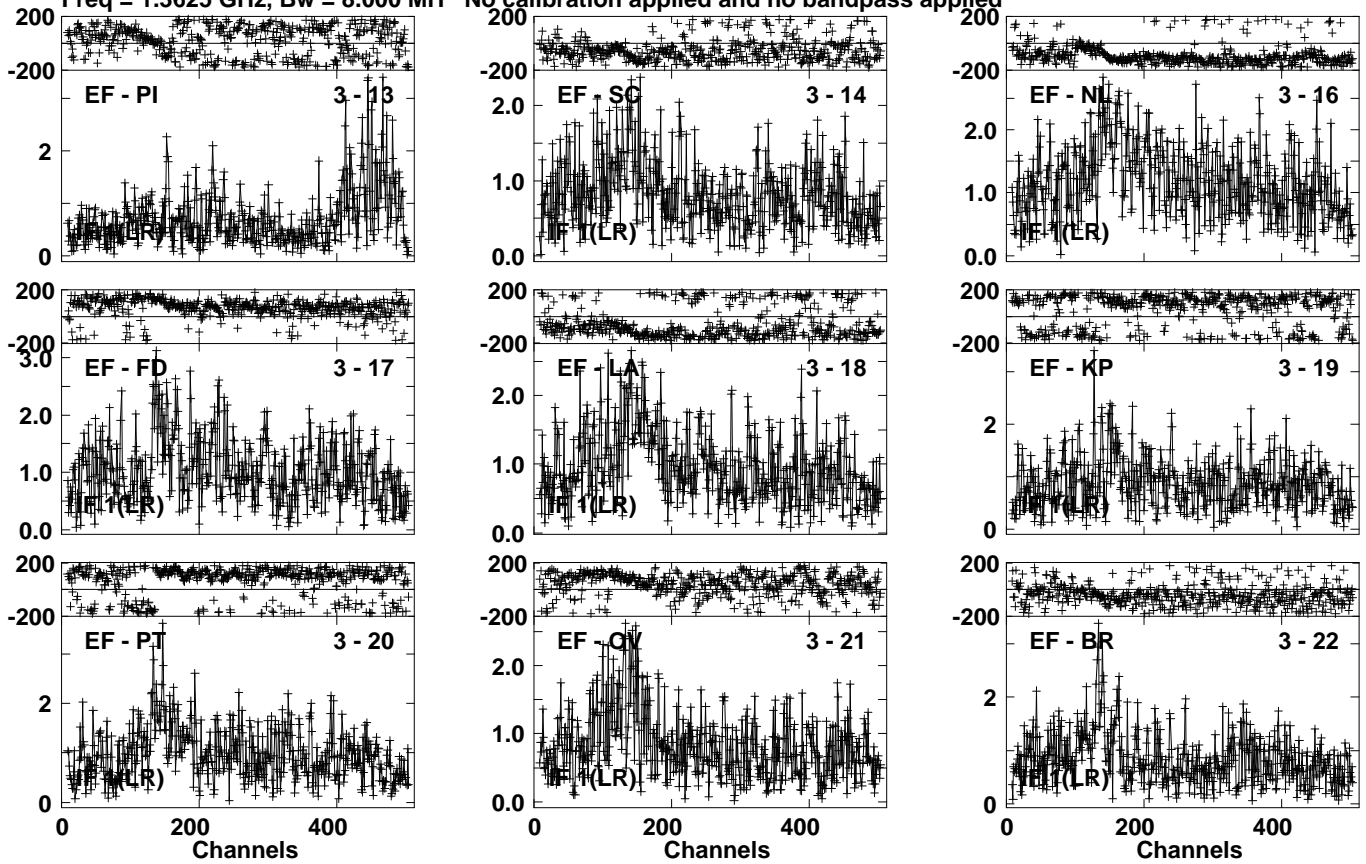 Freq = 1.3625 GHz, Bw = 8.000 MH No calibration applied and no bandpass applied
200 200 200
-200 -200 -200
EF - PI 3 - 13 EF - SC 3 - 14 EF - NL 3 - 16
2 2.0 2.0
1.0 1.0
IF 1(LR) IF 1(LR) IF 1(LR)
0 0.0 0.0
200 200 200
-200 -200 -200
3.0
EF - FD 3 - 17 EF - LA 3 - 18 EF - KP 3 - 19
2.0 2.0 2
1.0 1.0
IF 1(LR) IF 1(LR) IF 1(LR)
0.0 0.0 0
200 200 200
-200 -200 -200
EF - PT 3 - 20 EF - OV 3 - 21 EF - BR 3 - 22
2 2.0 2
1.0
IF 1(LR) IF 1(LR) IF 1(LR)
0 0.0 0
0 200 400 0 200 400 0 200 400
Channels Channels Channels